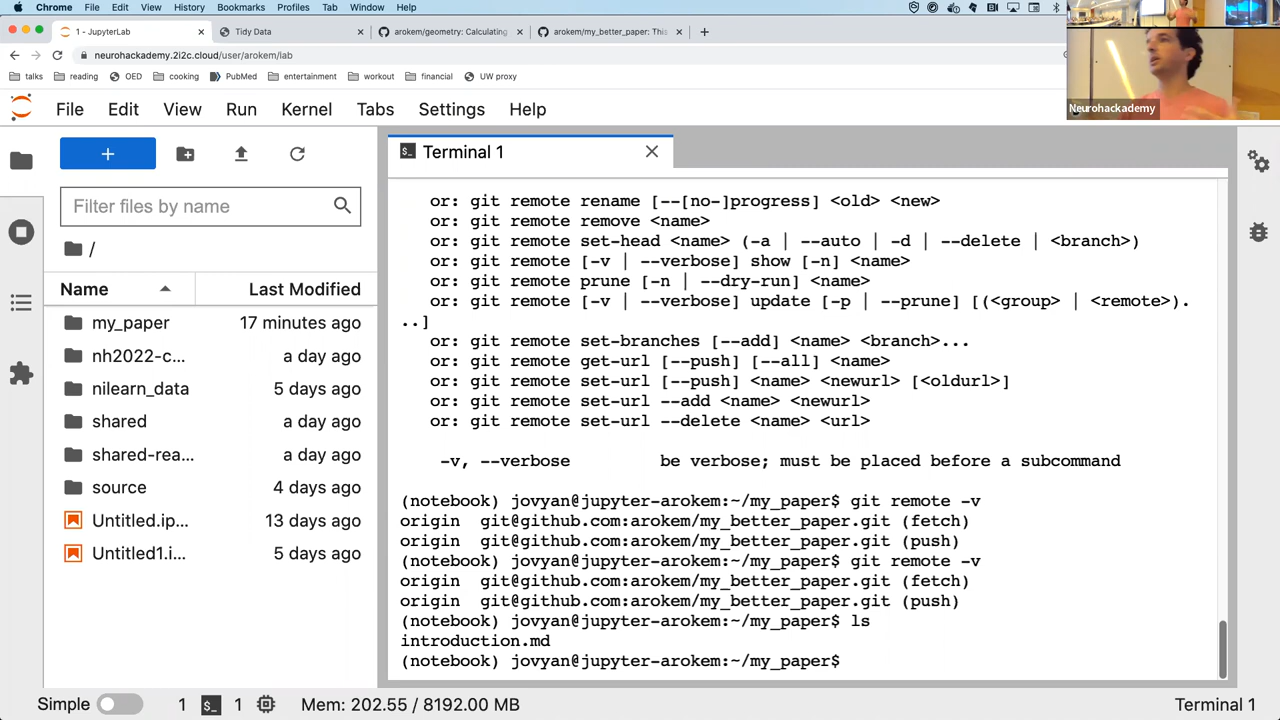 Chrome File Edit View History Bookmarks Profiles Tab Window Help
1 - JupyterLab Tidy Data arokem/geometry: Calculating arokem/my_better_paper: This
neurohackademy.2i2c.cloud/user/arokem/lab
talks reading OED cooking PubMed entertainment workout financial UW proxy
Neurohackademy
File Edit View Run Kernel Tabs Settings Help
Terminal 1
Filter files by name
/
Name Last Modified
my_paper 17 minutes ago
nh2022-c... a day ago
nilearn_data 5 days ago
shared a day ago
shared-rea... a day ago
source 4 days ago
Untitled.ip... 13 days ago
Untitled1.i... 5 days ago
or: git remote rename [--[no-]progress] <old> <new>
or: git remote remove <name>
or: git remote set-head <name> (-a | --auto | -d | --delete | <branch>)
or: git remote [-v | --verbose] show [-n] <name>
or: git remote prune [-n | --dry-run] <name>
or: git remote [-v | --verbose] update [-p | --prune] [(<group> | <remote>).
..]
or: git remote set-branches [--add] <name> <branch>...
or: git remote get-url [--push] [--all] <name>
or: git remote set-url [--push] <name> <newurl> [<oldurl>]
or: git remote set-url --add <name> <newurl>
or: git remote set-url --delete <name> <url>
-v, --verbose be verbose; must be placed before a subcommand
(notebook) jovyan@jupyter-arokem:~/my_paper$ git remote -v
origin git@github.com:arokem/my_better_paper.git (fetch)
origin git@github.com:arokem/my_better_paper.git (push)
(notebook) jovyan@jupyter-arokem:~/my_paper$ git remote -v
origin git@github.com:arokem/my_better_paper.git (fetch)
origin git@github.com:arokem/my_better_paper.git (push)
(notebook) jovyan@jupyter-arokem:~/my_paper$ ls
introduction.md
(notebook) jovyan@jupyter-arokem:~/my_paper$
Simple 1 1 Mem: 202.55 / 8192.00 MB Terminal 1